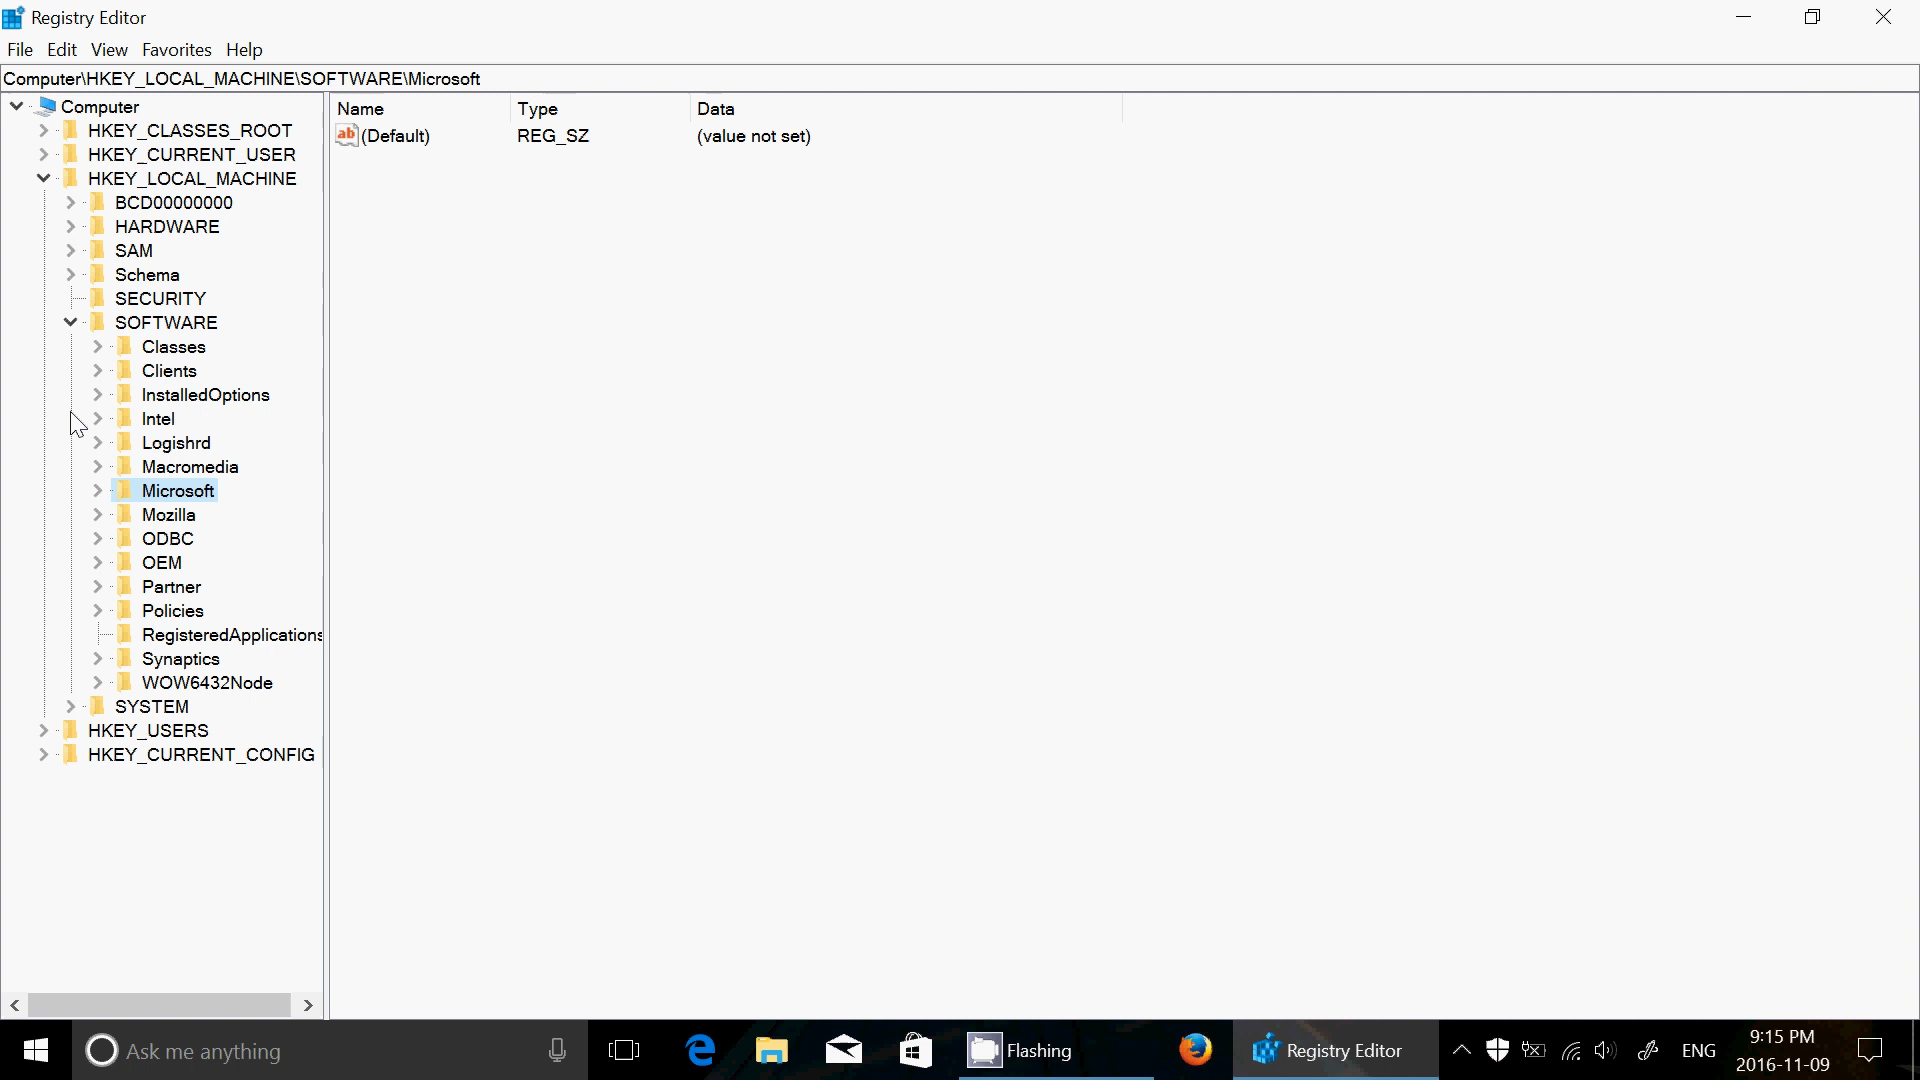 Registry Editor
File Edit View Favorites Help
Computer\HKEY_LOCAL_MACHINE\SOFTWARE\Microsoft
Computer
HKEY_CLASSES_ROOT
HKEY_CURRENT_USER
HKEY_LOCAL_MACHINE
BCD00000000
HARDWARE
SAM
Schema
SECURITY
SOFTWARE
Classes
Clients
InstalledOptions
Intel
Logishrd
Macromedia
Microsoft
Mozilla
ODBC
OEM
Partner
Policies
RegisteredApplications
Synaptics
WOW6432Node
SYSTEM
HKEY_USERS
HKEY_CURRENT_CONFIG
Name Type Data
ab (Default) REG_SZ (value not set)
Ask me anything
Flashing
Registry Editor
ENG
9:15 PM
2016-11-09